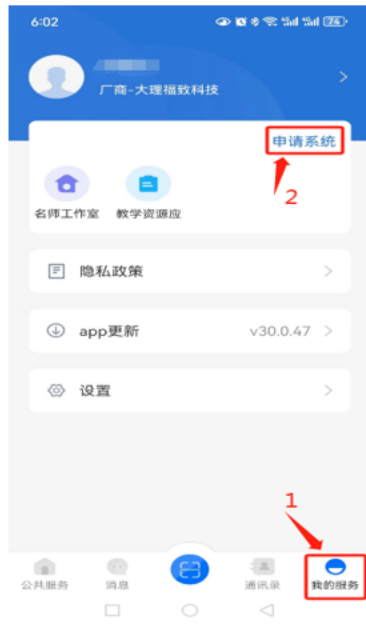 6:02
74
厂商-大理福致科技
申请系统
2
名师工作室 教学资源应
隐私政策
app更新 v30.0.47
设置
1
公共服务 消息 通讯录 我的服务